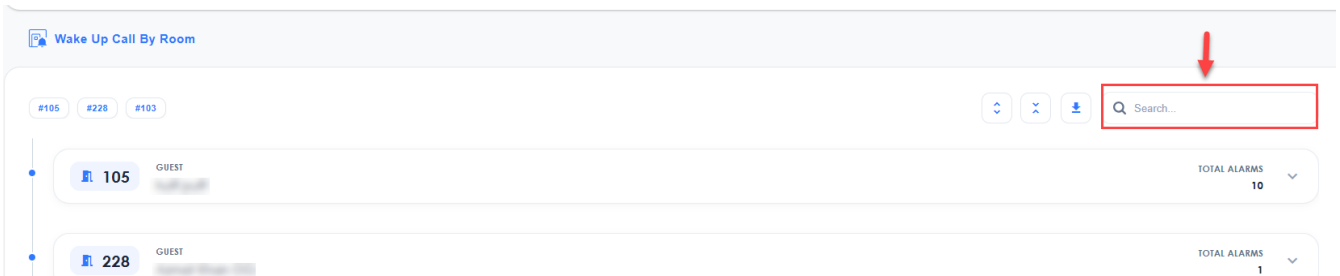 Wake Up Call By Room
#105 #228 #103 Search...
GUEST TOTAL ALARMS
105 10
GUEST TOTAL ALARMS
228 1